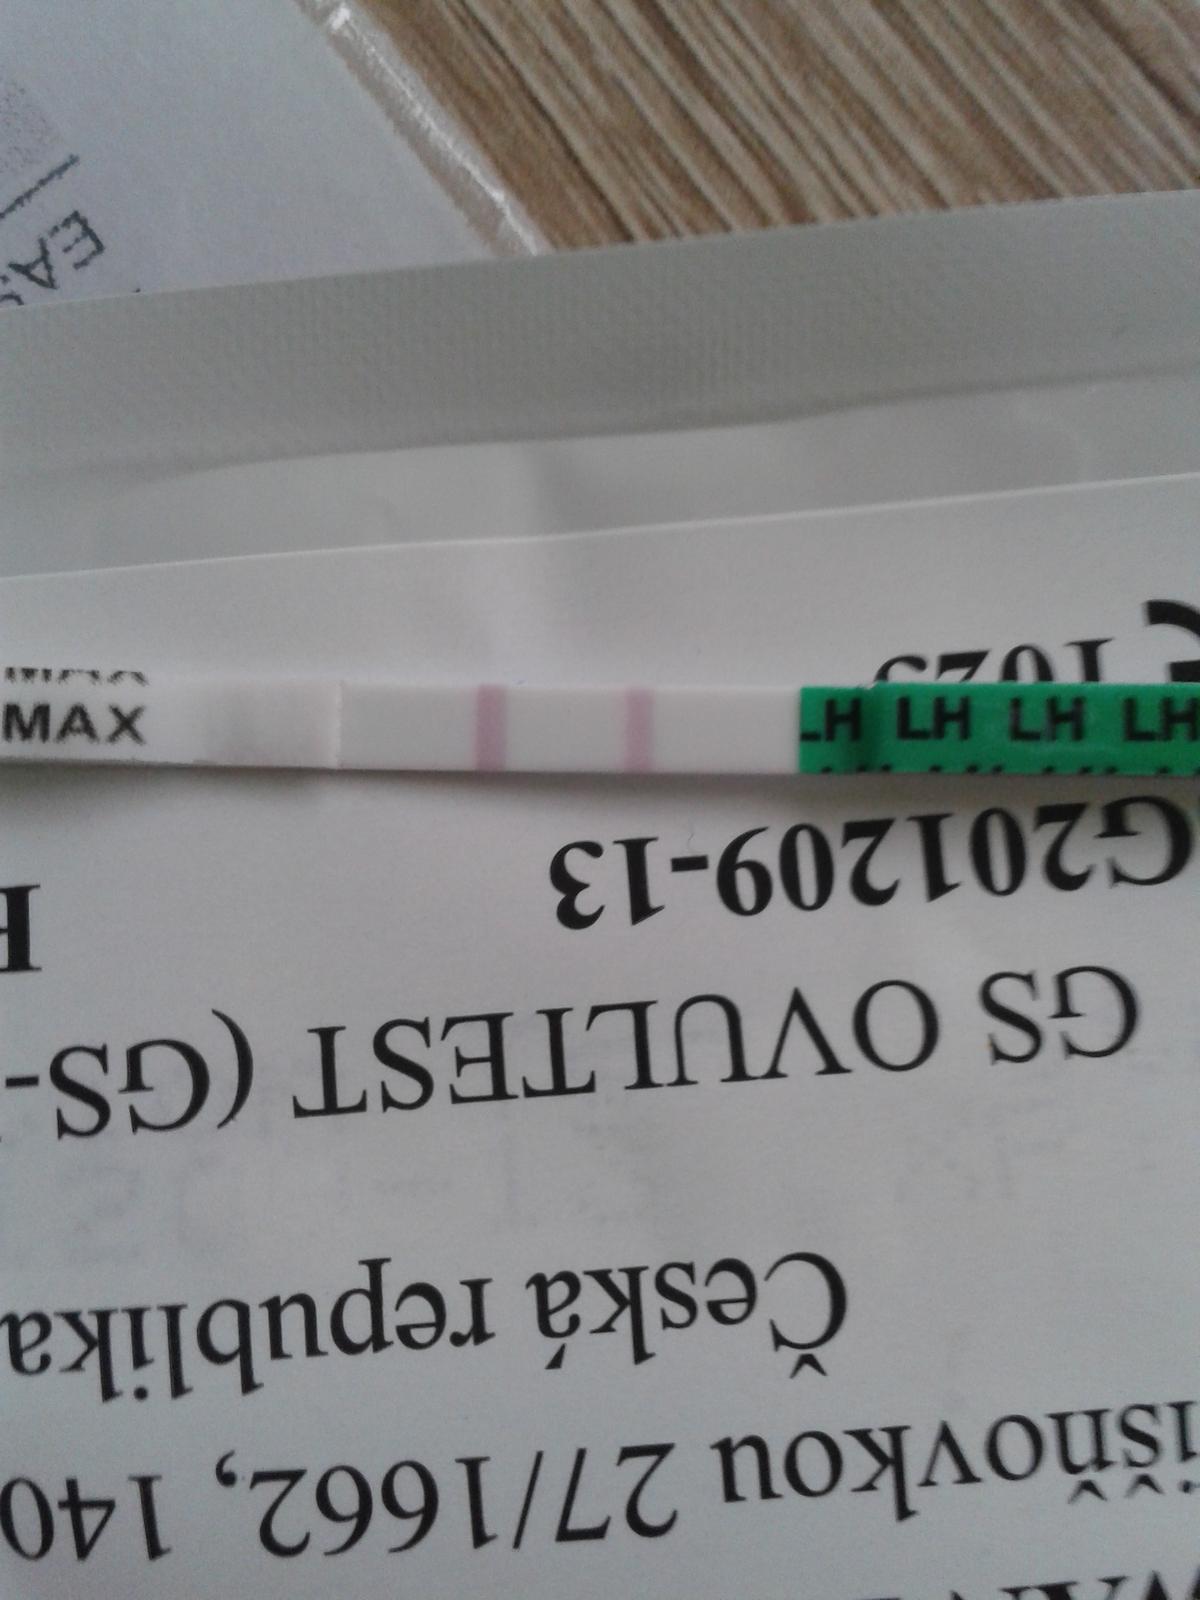 MAX
LH LH LH LH
išňovkou 27/1662, 140
Česká republika
GS OVULTEST (GS-
G201209-13
1023